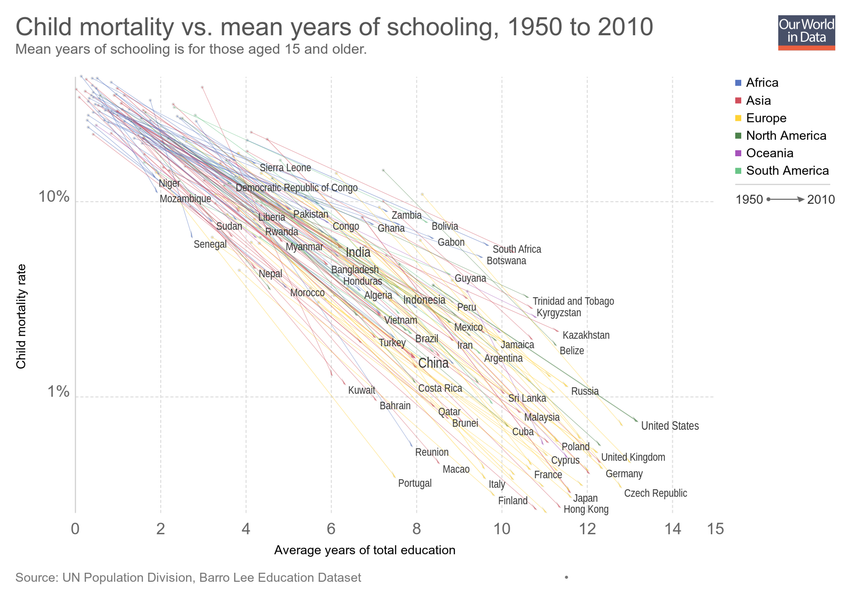 Child mortality vs. mean years of schooling, 1950 to 2010
Mean years of schooling is for those aged 15 and older.
Our World
in Data
Africa
Asia
Europe
North America
Oceania
South America
1950
2010
Child mortality rate
10%
1%
Sierra Leone
Niger
Democratic Republic of Congo
Mozambique
Liberia
Pakistan
Zambia
Sudan
Rwanda
Congo
Ghana
Bolivia
Senegal
Myanmar
India
Gabon
South Africa
Botswana
Nepal
Bangladesh
Honduras
Guyana
Morocco
Algeria
Indonesia
Peru
Trinidad and Tobago
Kyrgyzstan
Vietnam
Mexico
Kazakhstan
Turkey
Brazil
Iran
Jamaica
Belize
Argentina
China
Kuwait
Costa Rica
Sri Lanka
Russia
Bahrain
Qatar
Brunei
Malaysia
Cuba
United States
Reunion
Macao
Poland
Cyprus
United Kingdom
Portugal
Italy
France
Germany
Finland
Japan
Hong Kong
Czech Republic
0
2
4
6
8
10
12
14
15
Average years of total education
Source: UN Population Division, Barro Lee Education Dataset